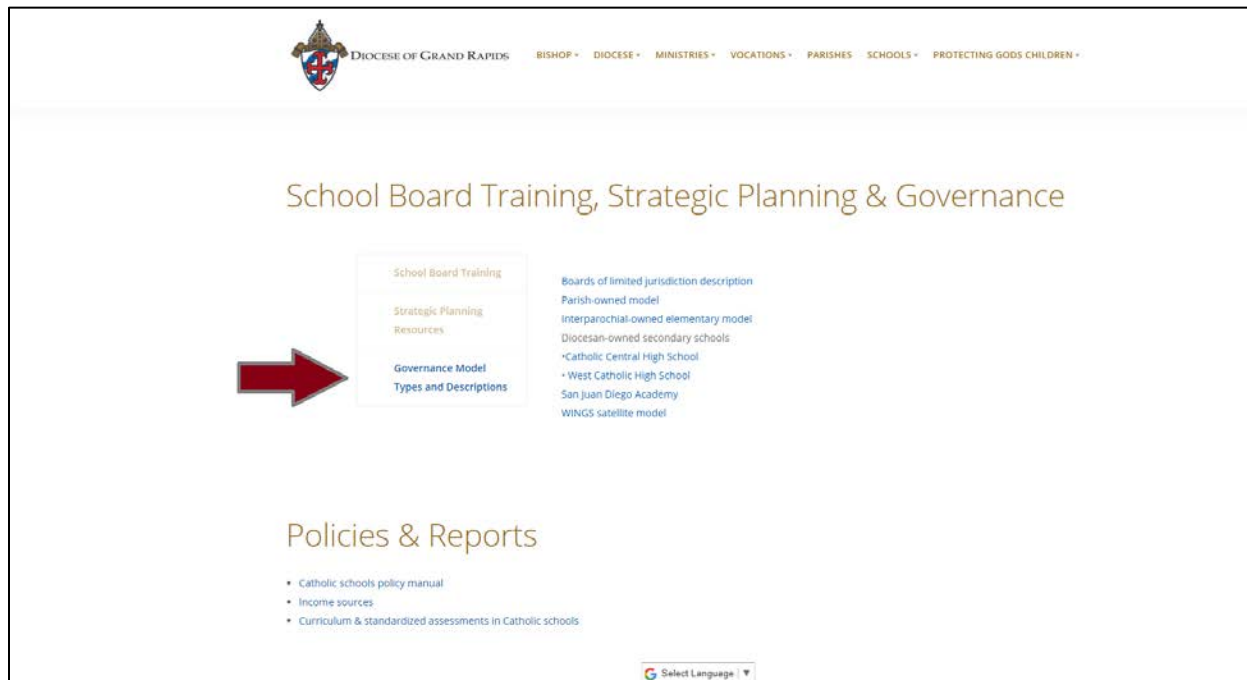 DIOCESE OF GRAND RAPIDS
BISHOP DIOCESE MINISTRIES VOCATIONS PARISHES SCHOOLS PROTECTING GODS CHILDREN
School Board Training, Strategic Planning & Governance
School Board Training
Strategic Planning
Resources
Governance Model
Types and Descriptions
Boards of limited jurisdiction description
Parish-owned model
Interparochial-owned elementary model
Diocesan-owned secondary schools
•Catholic Central High School
• West Catholic High School
San Juan Diego Academy
WINGS satellite model
Policies & Reports
• Catholic schools policy manual
• Income sources
• Curriculum & standardized assessments in Catholic schools
G Select Language | ▼